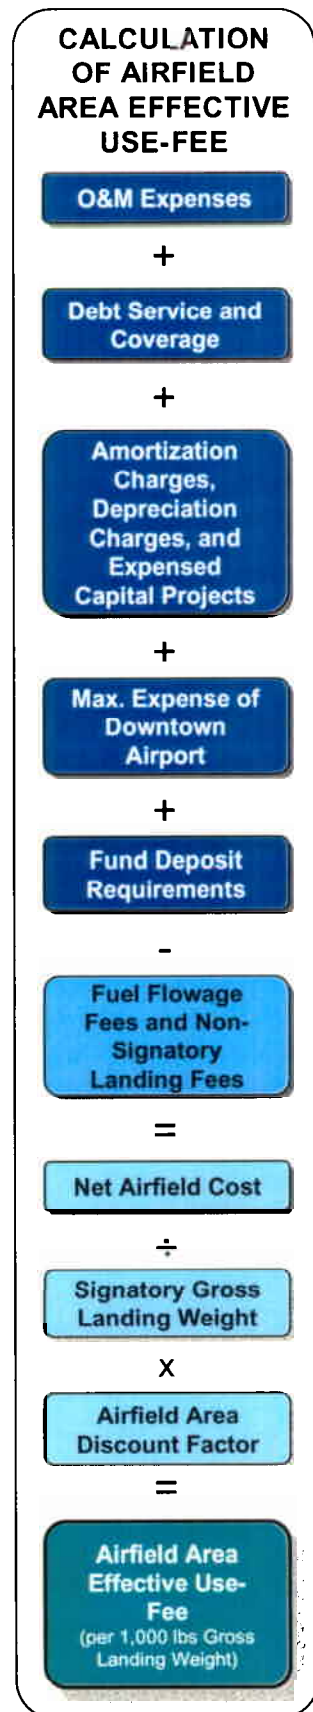 CALCULATION
OF AIRFIELD
AREA EFFECTIVE
USE-FEE
O&M Expenses
+
Debt Service and
Coverage
+
Amortization
Charges,
Depreciation
Charges, and
Expensed
Capital Projects
+
Max. Expense of
Downtown
Airport
+
Fund Deposit
Requirements
-
Fuel Flowage
Fees and Non-
Signatory
Landing Fees
=
Net Airfield Cost
÷
Signatory Gross
Landing Weight
x
Airfield Area
Discount Factor
=
Airfield Area
Effective Use-
Fee
(per 1,000 lbs Gross
Landing Weight)